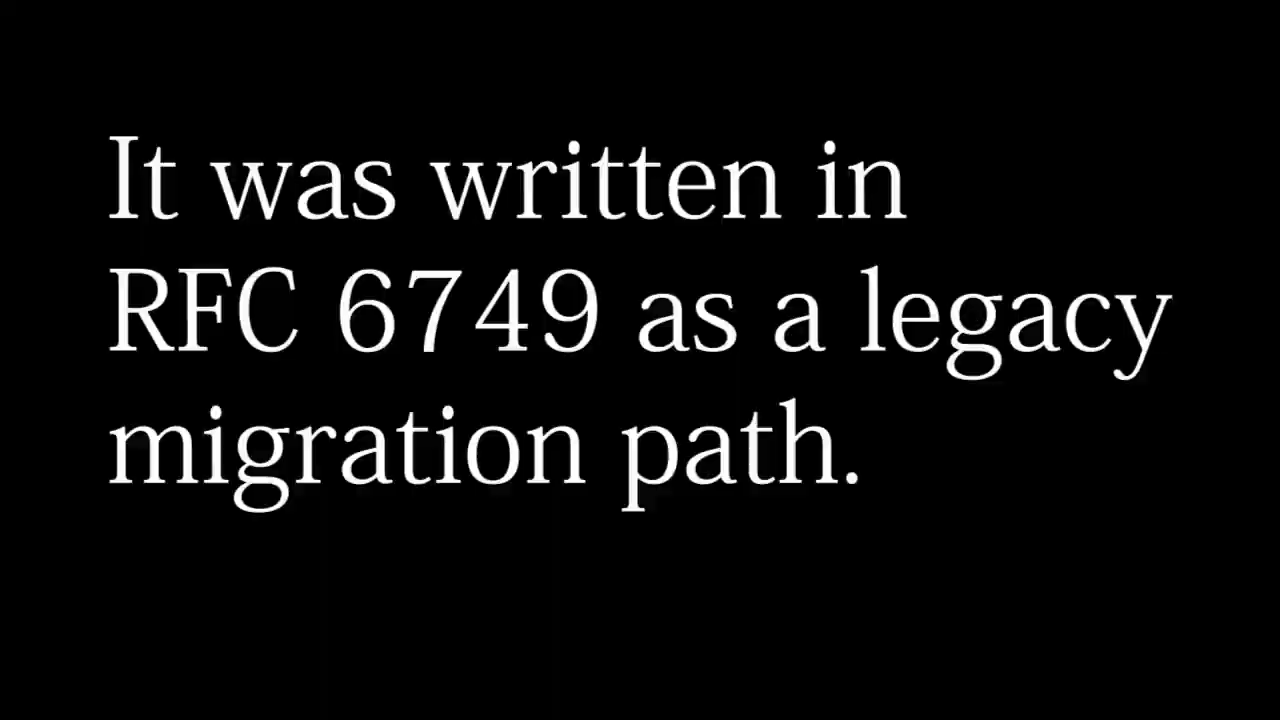 It was written in
RFC 6749 as a legacy
migration path.